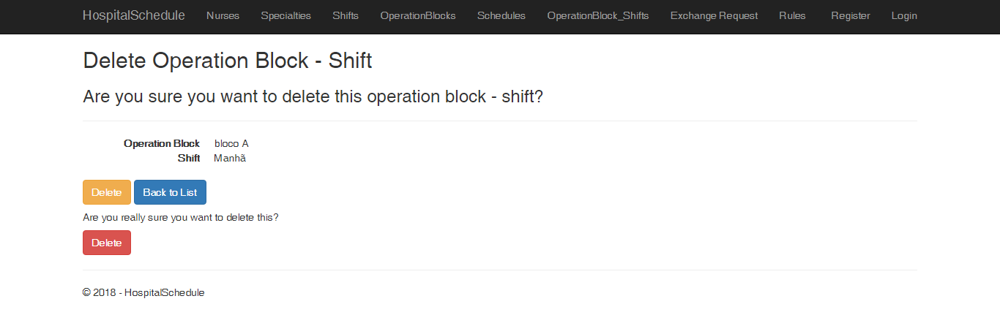 HospitalSchedule Nurses Specialties Shifts OperationBlocks Schedules OperationBlock_Shifts Exchange Request Rules Register Login
Delete Operation Block - Shift
Are you sure you want to delete this operation block - shift?
Operation Block bloco A
Shift Manhã
Delete Back to List
Are you really sure you want to delete this?
Delete
© 2018 - HospitalSchedule